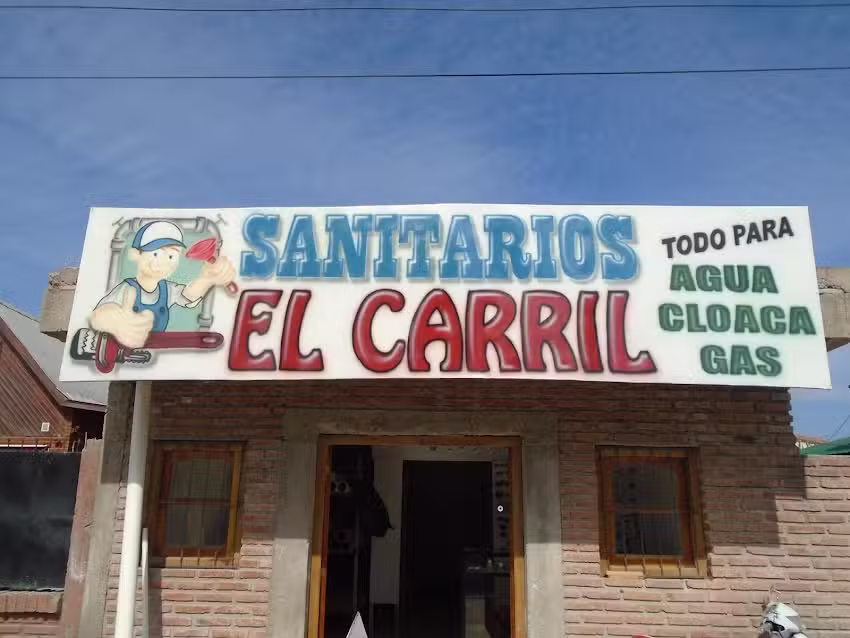 SANITARIOS
EL CARRIL
TODO PARA
AGUA
CLOACA
GAS